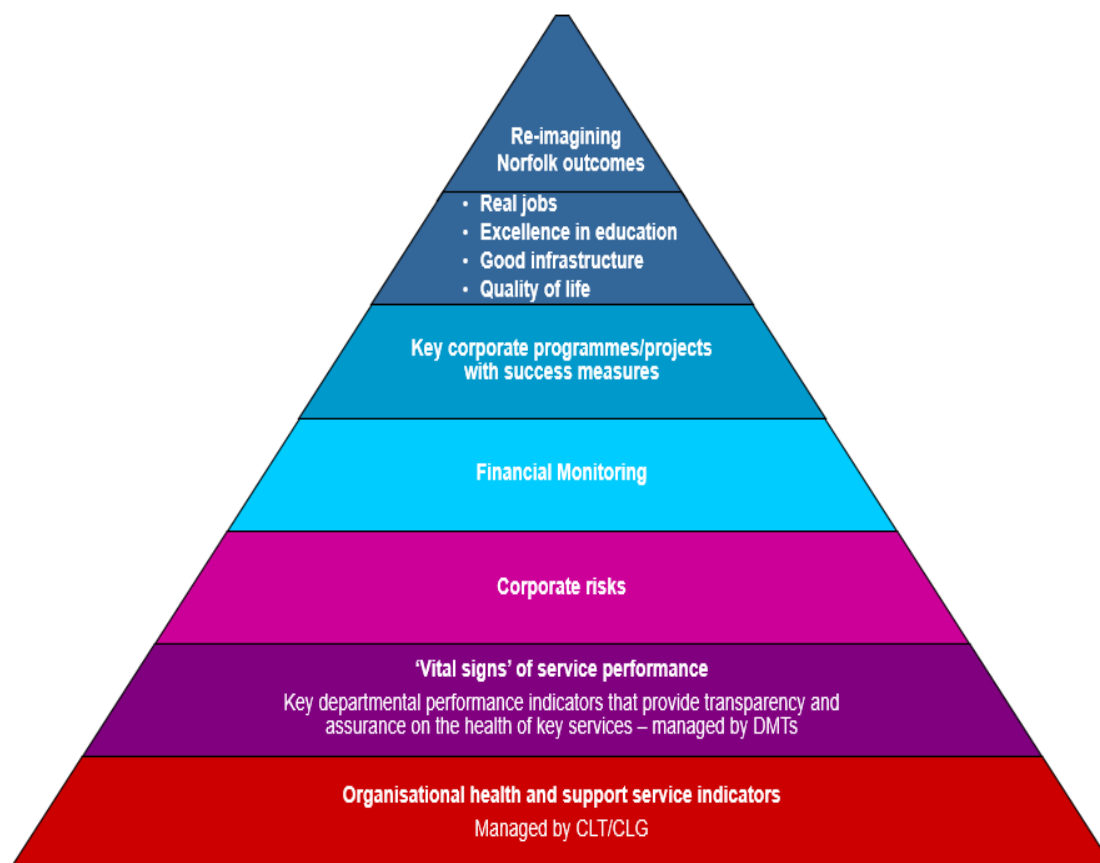 Re-imagining
Norfolk outcomes
• Real jobs
• Excellence in education
• Good infrastructure
• Quality of life
Key corporate programmes/projects
with success measures
Financial Monitoring
Corporate risks
‘Vital signs’ of service performance
Key departmental performance indicators that provide transparency and
assurance on the health of key services – managed by DMTs
Organisational health and support service indicators
Managed by CLT/CLG